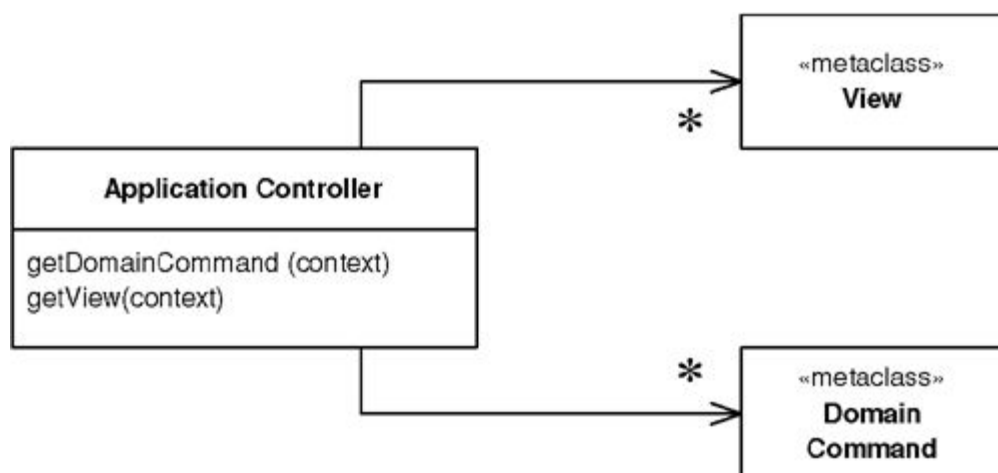 «metaclass»
View
*
Application Controller
getDomainCommand (context)
getView(context)
*
«metaclass»
Domain
Command